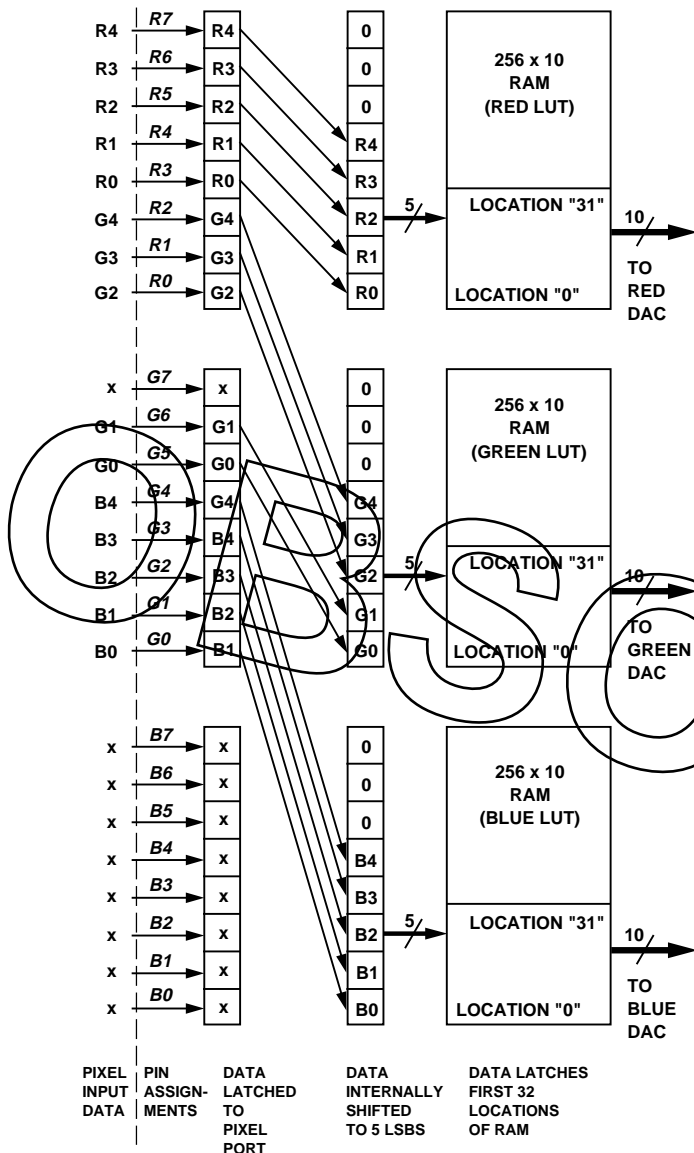 R4 R7 R4 0
R3 R6 R3 0
R2 R5 R2 0
R1 R4 R1 R4
R0 R3 R0 R3
G4 R2 G4 R2
G3 R1 G3 R1
G2 R0 G2 R0
5
256 x 10
RAM
(RED LUT)
LOCATION "31"
LOCATION "0"
10
TO
RED
DAC
x G7 x 0
G1 G6 G1 0
G0 G5 G0 0
B4 G4 G4 G4
B3 G3 B4 G3
B2 G2 B3 G2
B1 G1 B2 G1
B0 G0 B1 G0
5
256 x 10
RAM
(GREEN LUT)
LOCATION "31"
LOCATION "0"
10
TO
GREEN
DAC
x B7 x 0
x B6 x 0
x B5 x 0
x B4 x B4
x B3 x B3
x B2 x B2
x B1 x B1
x B0 x B0
5
256 x 10
RAM
(BLUE LUT)
LOCATION "31"
LOCATION "0"
10
TO
BLUE
DAC
PIXEL
INPUT
DATA
PIN
ASSIGN-
MENTS
DATA
LATCHED
TO
PIXEL
PORT
DATA
INTERNALLY
SHIFTED
TO 5 LSBS
DATA LATCHES
FIRST 32
LOCATIONS
OF RAM
OBSO